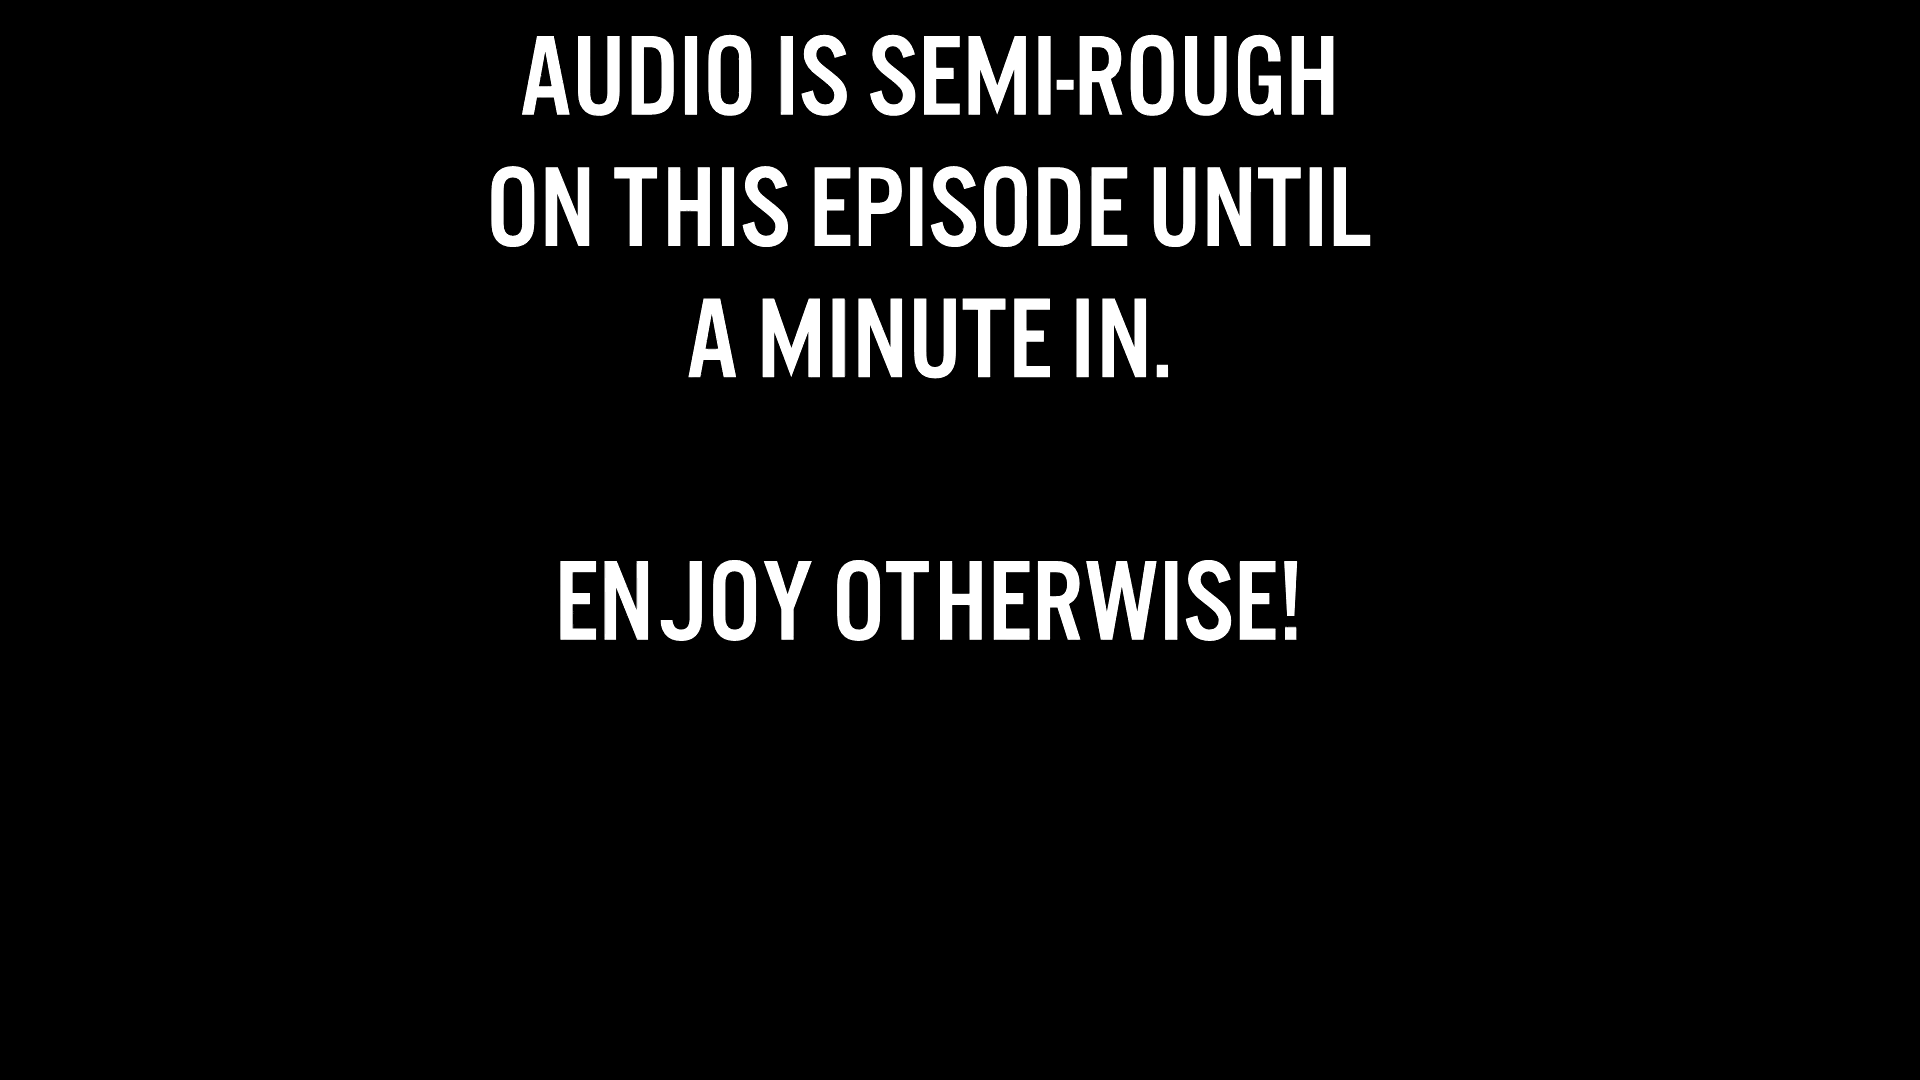 AUDIO IS SEMI-ROUGH
ON THIS EPISODE UNTIL
A MINUTE IN.
ENJOY OTHERWISE!